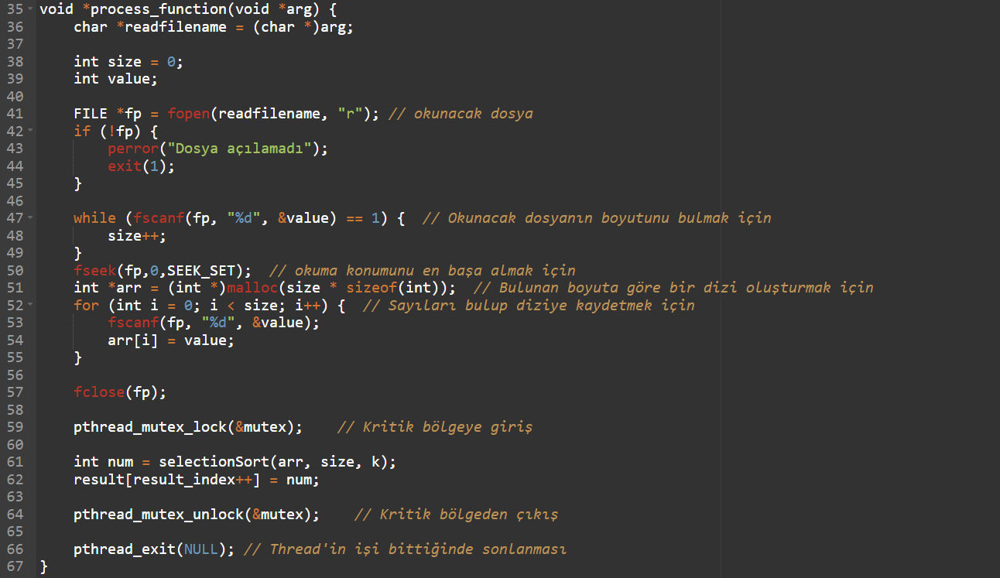 35 void *process_function(void *arg) {
36     char *readfilename = (char *)arg;
37
38     int size = 0;
39     int value;
40
41     FILE *fp = fopen(readfilename, "r"); // okunacak dosya
42     if (!fp) {
43         perror("Dosya açılamadı");
44         exit(1);
45     }
46
47     while (fscanf(fp, "%d", &value) == 1) {  // Okunacak dosyanın boyutunu bulmak için
48         size++;
49     }
50     fseek(fp,0,SEEK_SET);  // okuma konumunu en başa almak için
51     int *arr = (int *)malloc(size * sizeof(int));  // Bulunan boyuta göre bir dizi oluşturmak için
52     for (int i = 0; i < size; i++) {  // Sayıları bulup diziye kaydetmek için
53         fscanf(fp, "%d", &value);
54         arr[i] = value;
55     }
56
57     fclose(fp);
58
59     pthread_mutex_lock(&mutex);    // Kritik bölgeye giriş
60
61     int num = selectionSort(arr, size, k);
62     result[result_index++] = num;
63
64     pthread_mutex_unlock(&mutex);    // Kritik bölgeden çıkış
65
66     pthread_exit(NULL); // Thread'in işi bittiğinde sonlanması
67 }